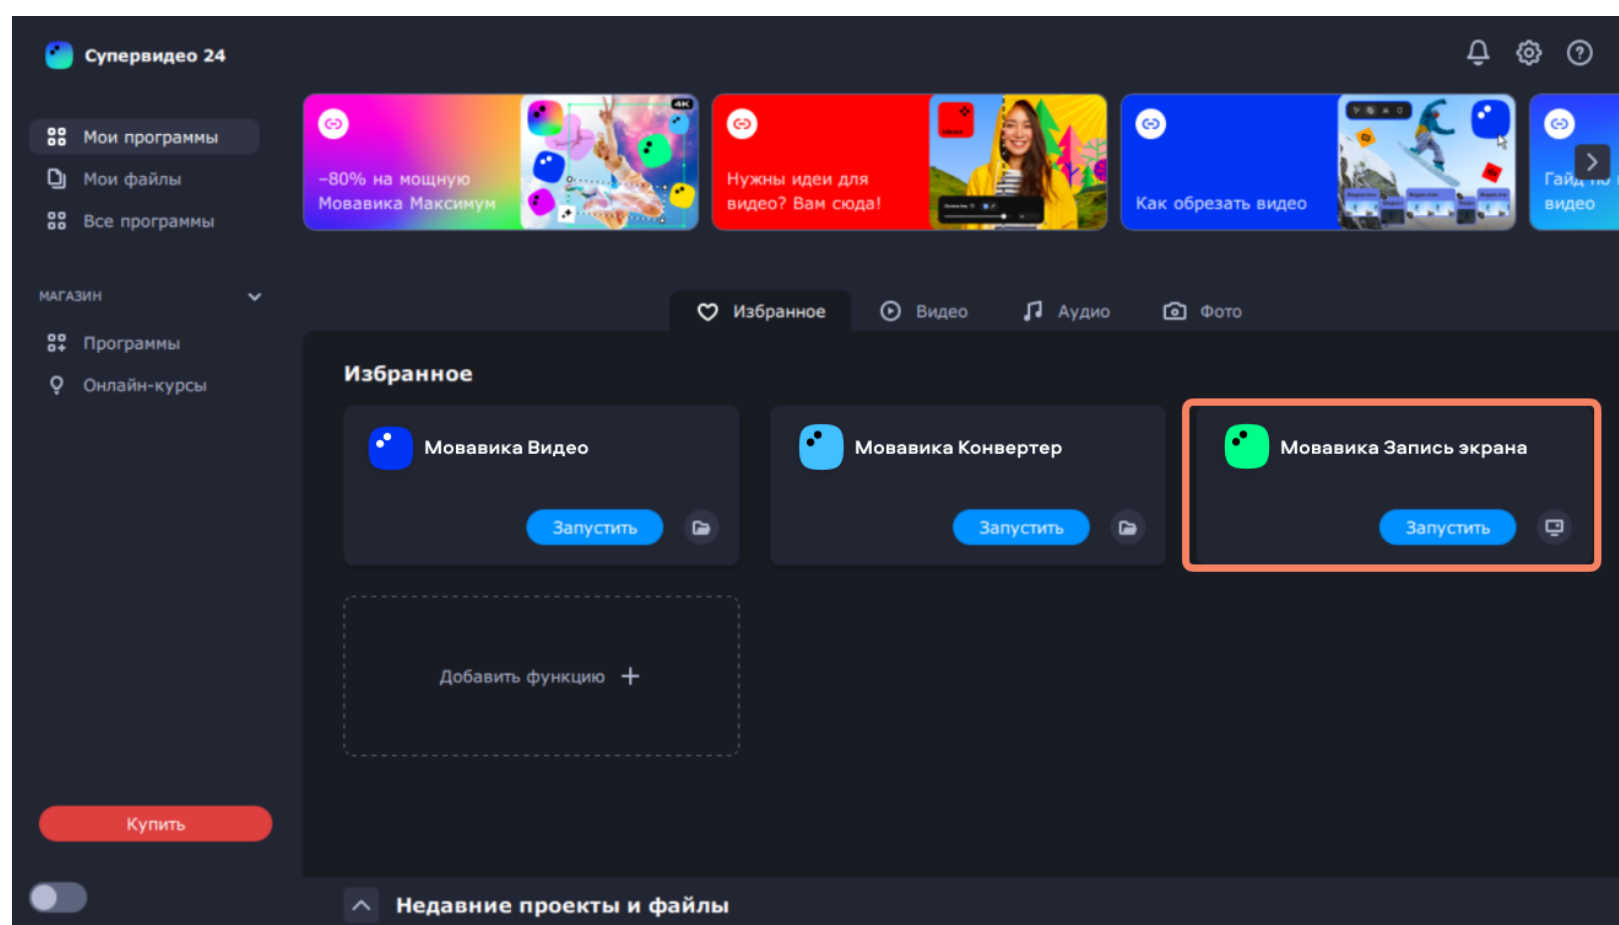 Супервидео 24
Мои программы
Мои файлы
Все программы
МАГАЗИН
Программы
Онлайн-курсы
Купить
–80% на мощную
Мовавика Максимум
4K
Нужны идеи для
видео? Вам сюда!
Как обрезать видео
Гайд по
видео
Избранное
Видео
Аудио
Фото
Избранное
Мовавика Видео
Запустить
Мовавика Конвертер
Запустить
Мовавика Запись экрана
Запустить
Добавить функцию
Недавние проекты и файлы